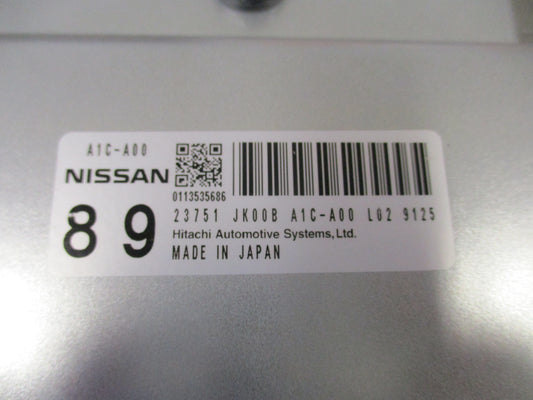 A1C-A00
NISSAN
0113535686
8 9
23751 JK00B A1C-A00 L02 9125
Hitachi Automotive Systems,Ltd.
MADE IN JAPAN